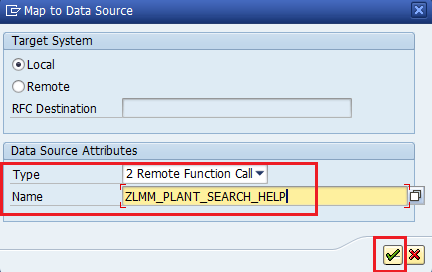 Map to Data Source
Target System
Local
Remote
RFC Destination
Data Source Attributes
Type 2 Remote Function Call
Name ZLMM_PLANT_SEARCH_HELP